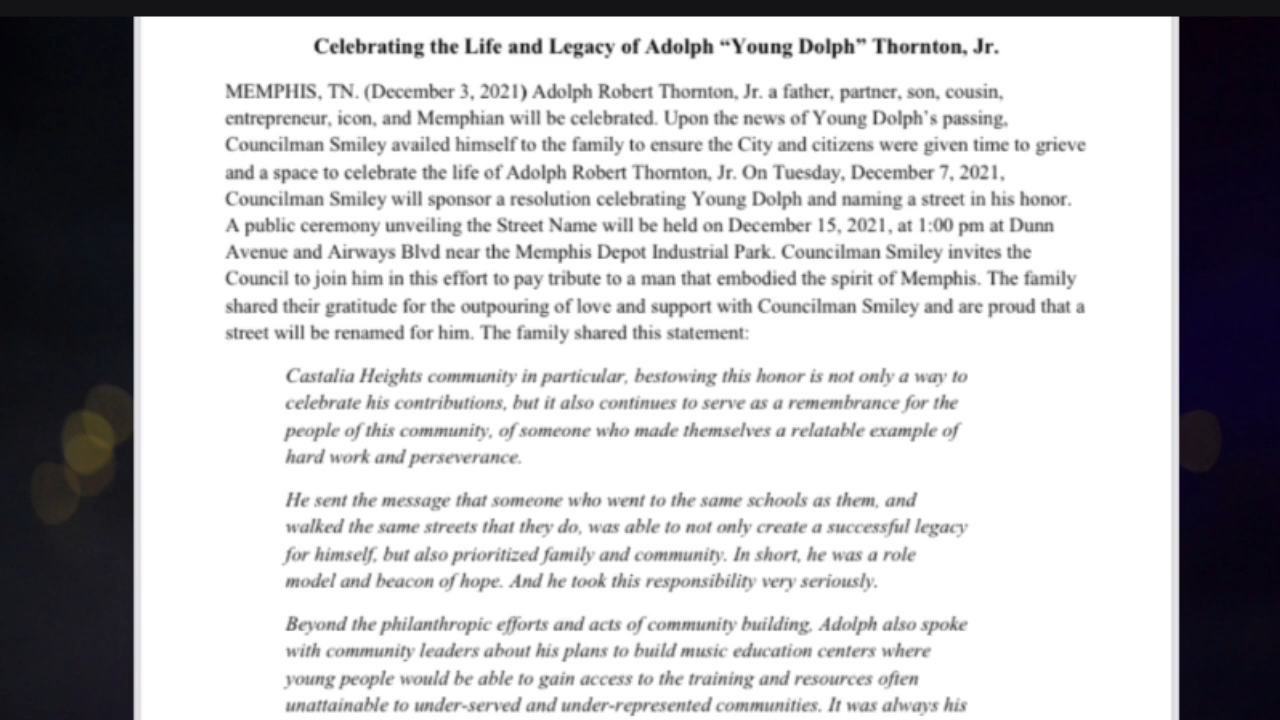 Celebrating the Life and Legacy of Adolph “Young Dolph” Thornton, Jr.
MEMPHIS, TN. (December 3, 2021) Adolph Robert Thornton, Jr. a father, partner, son, cousin,
entrepreneur, icon, and Memphian will be celebrated. Upon the news of Young Dolph’s passing,
Councilman Smiley availed himself to the family to ensure the City and citizens were given time to grieve
and a space to celebrate the life of Adolph Robert Thornton, Jr. On Tuesday, December 7, 2021,
Councilman Smiley will sponsor a resolution celebrating Young Dolph and naming a street in his honor.
A public ceremony unveiling the Street Name will be held on December 15, 2021, at 1:00 pm at Dunn
Avenue and Airways Blvd near the Memphis Depot Industrial Park. Councilman Smiley invites the
Council to join him in this effort to pay tribute to a man that embodied the spirit of Memphis. The family
shared their gratitude for the outpouring of love and support with Councilman Smiley and are proud that a
street will be renamed for him. The family shared this statement:
Castalia Heights community in particular, bestowing this honor is not only a way to
celebrate his contributions, but it also continues to serve as a remembrance for the
people of this community, of someone who made themselves a relatable example of
hard work and perseverance.
He sent the message that someone who went to the same schools as them, and
walked the same streets that they do, was able to not only create a successful legacy
for himself, but also prioritized family and community. In short, he was a role
model and beacon of hope. And he took this responsibility very seriously.
Beyond the philanthropic efforts and acts of community building, Adolph also spoke
with community leaders about his plans to build music education centers where
young people would be able to gain access to the training and resources often
unattainable to under-served and under-represented communities. It was always his